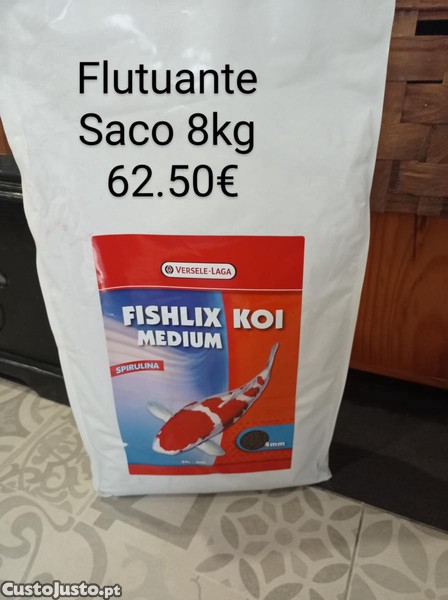 Flutuante
Saco 8kg
62.50€
VERSELE-LAGA
FISHLIX KOI
MEDIUM
SPIRULINA
4mm
CustoJusto.pt